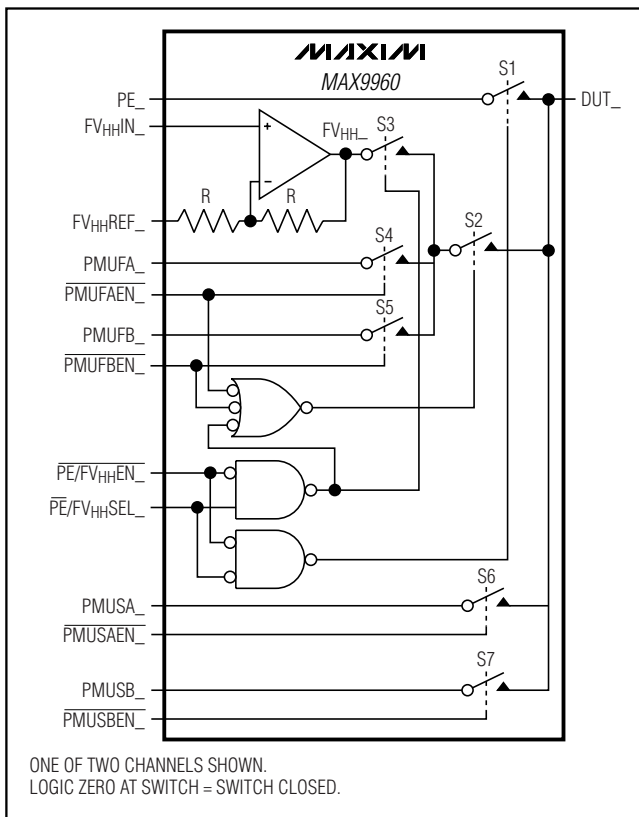 MAXIM
MAX9960
S1
PE_
DUT_
FVHHIN_
+
FVHH_
S3
−
R
R
FVHHREF_
S2
S4
PMUFA_
PMUFAEN_
S5
PMUFB_
PMUFBEN_
PE/FVHHEN_
PE/FVHHSEL_
S6
PMUSA_
PMUSAEN_
S7
PMUSB_
PMUSBEN_
ONE OF TWO CHANNELS SHOWN.
LOGIC ZERO AT SWITCH = SWITCH CLOSED.